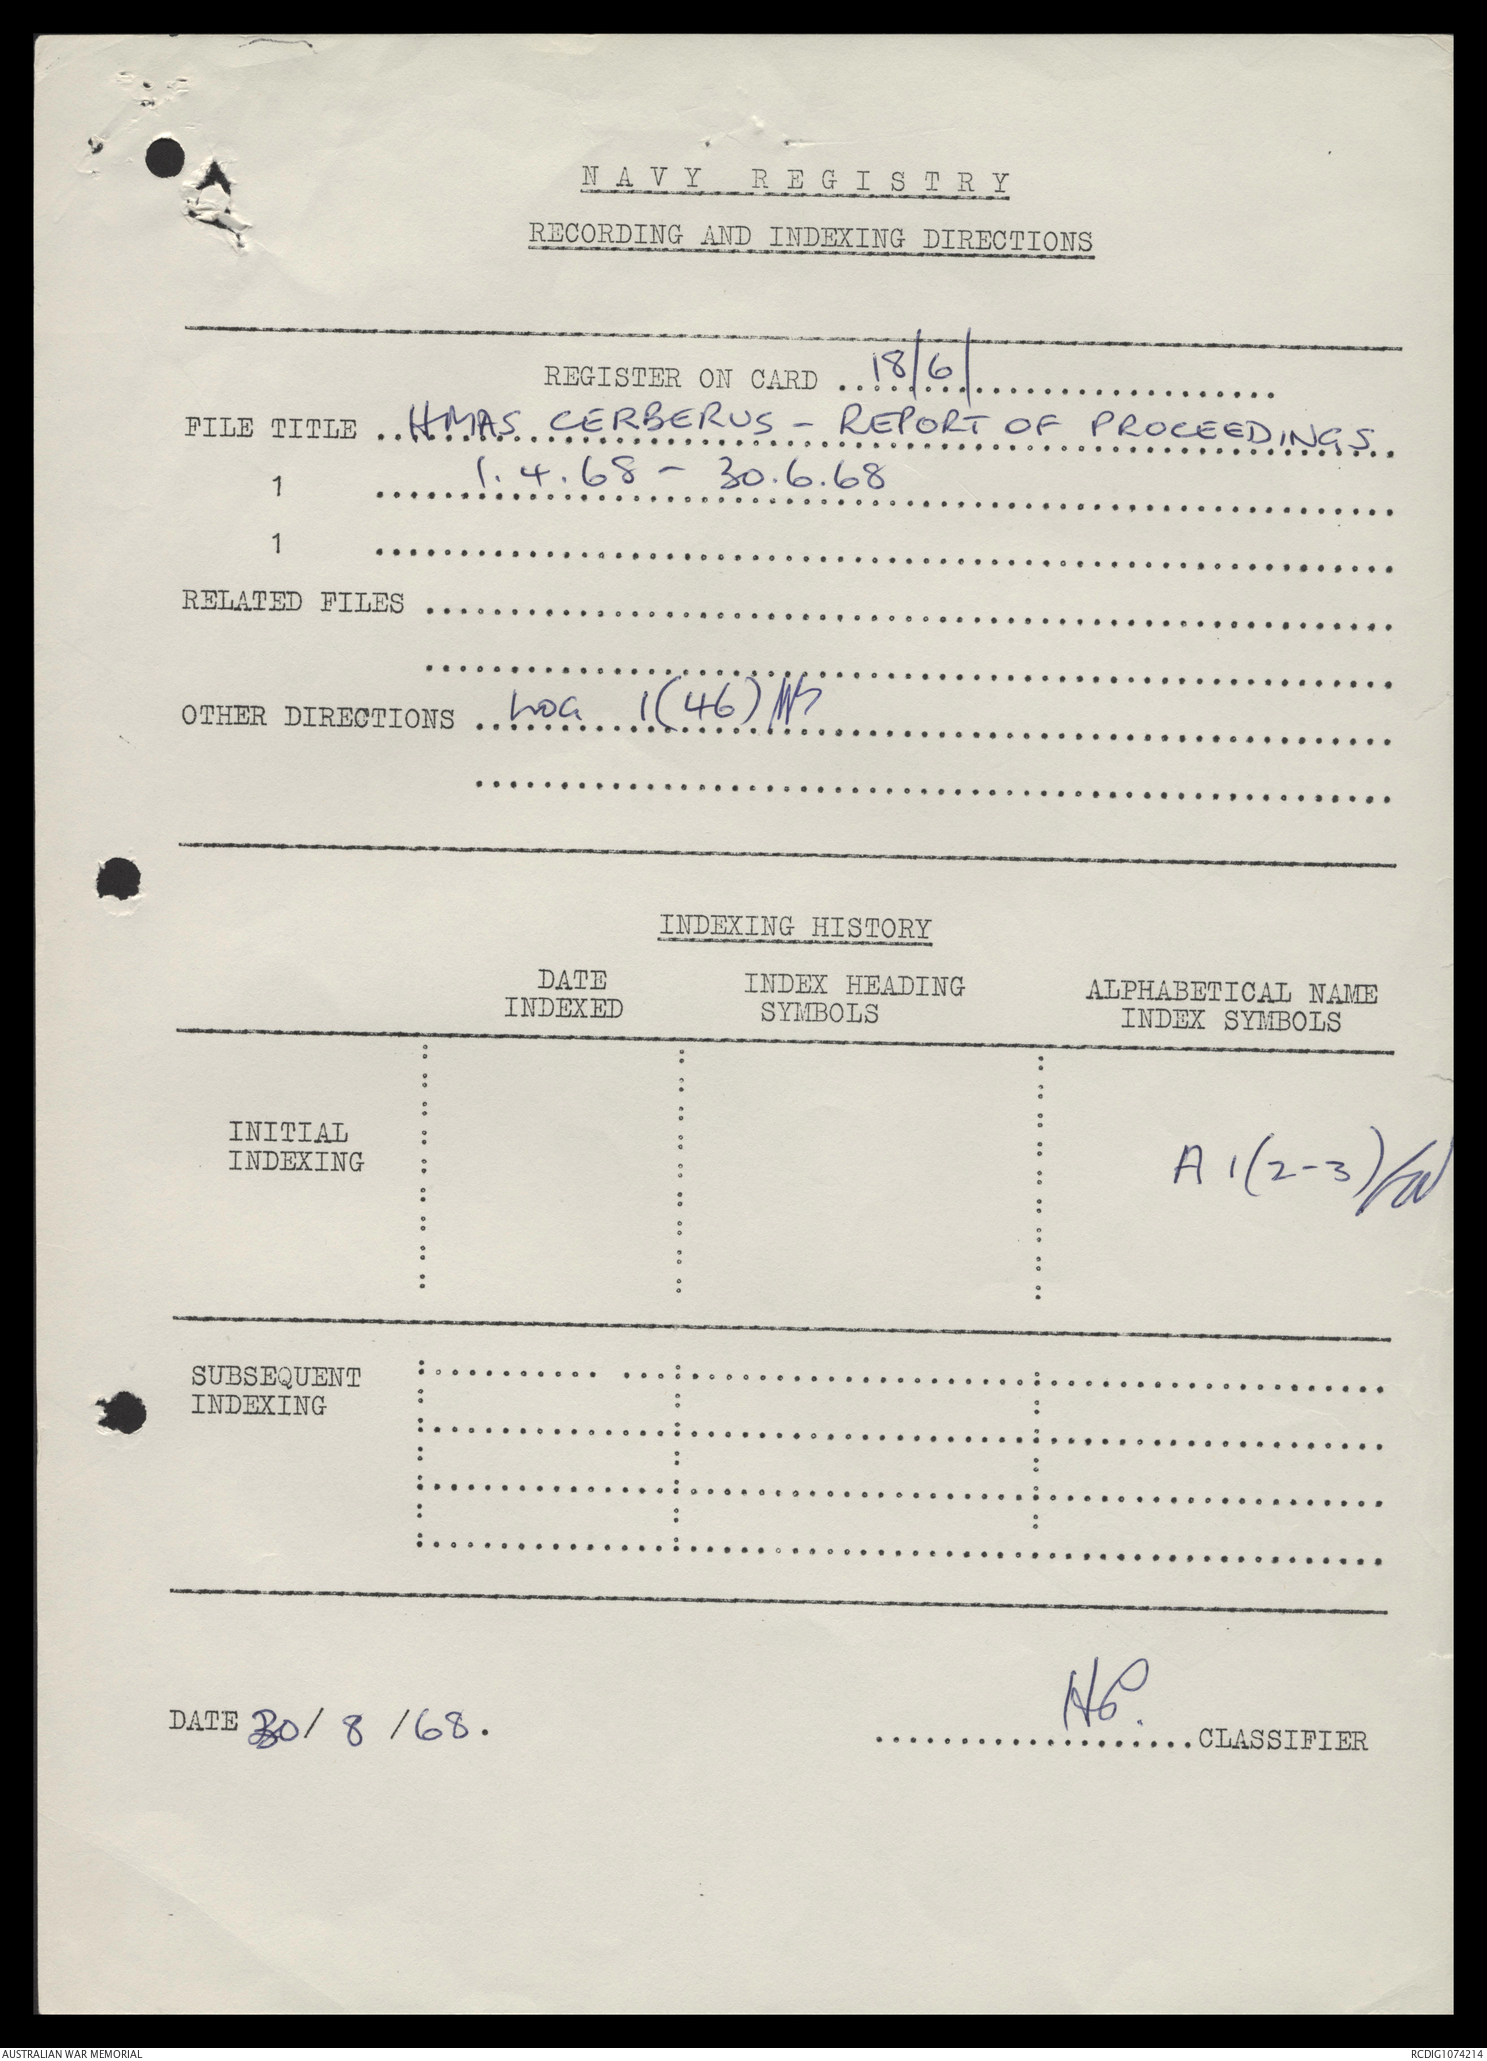 NAVY REGISTRY
RECORDING AND INDEXING DIRECTIONS
REGISTER ON CARD 18/6/
FILE TITLE HMAS CERBERUS - REPORT OF PROCEEDINGS
1 1.4.68 - 30.6.68
1
RELATED FILES
OTHER DIRECTIONS 1(46)
INDEXING HISTORY
DATE INDEX HEADING ALPHABETICAL NAME
INDEXED SYMBOLS INDEX SYMBOLS
INITIAL
INDEXING A 1(2-3)
SUBSEQUENT
INDEXING
DATE 30/ 8 /68.
CLASSIFIER
AUSTRALIAN WAR MEMORIAL
RCDIG1074214